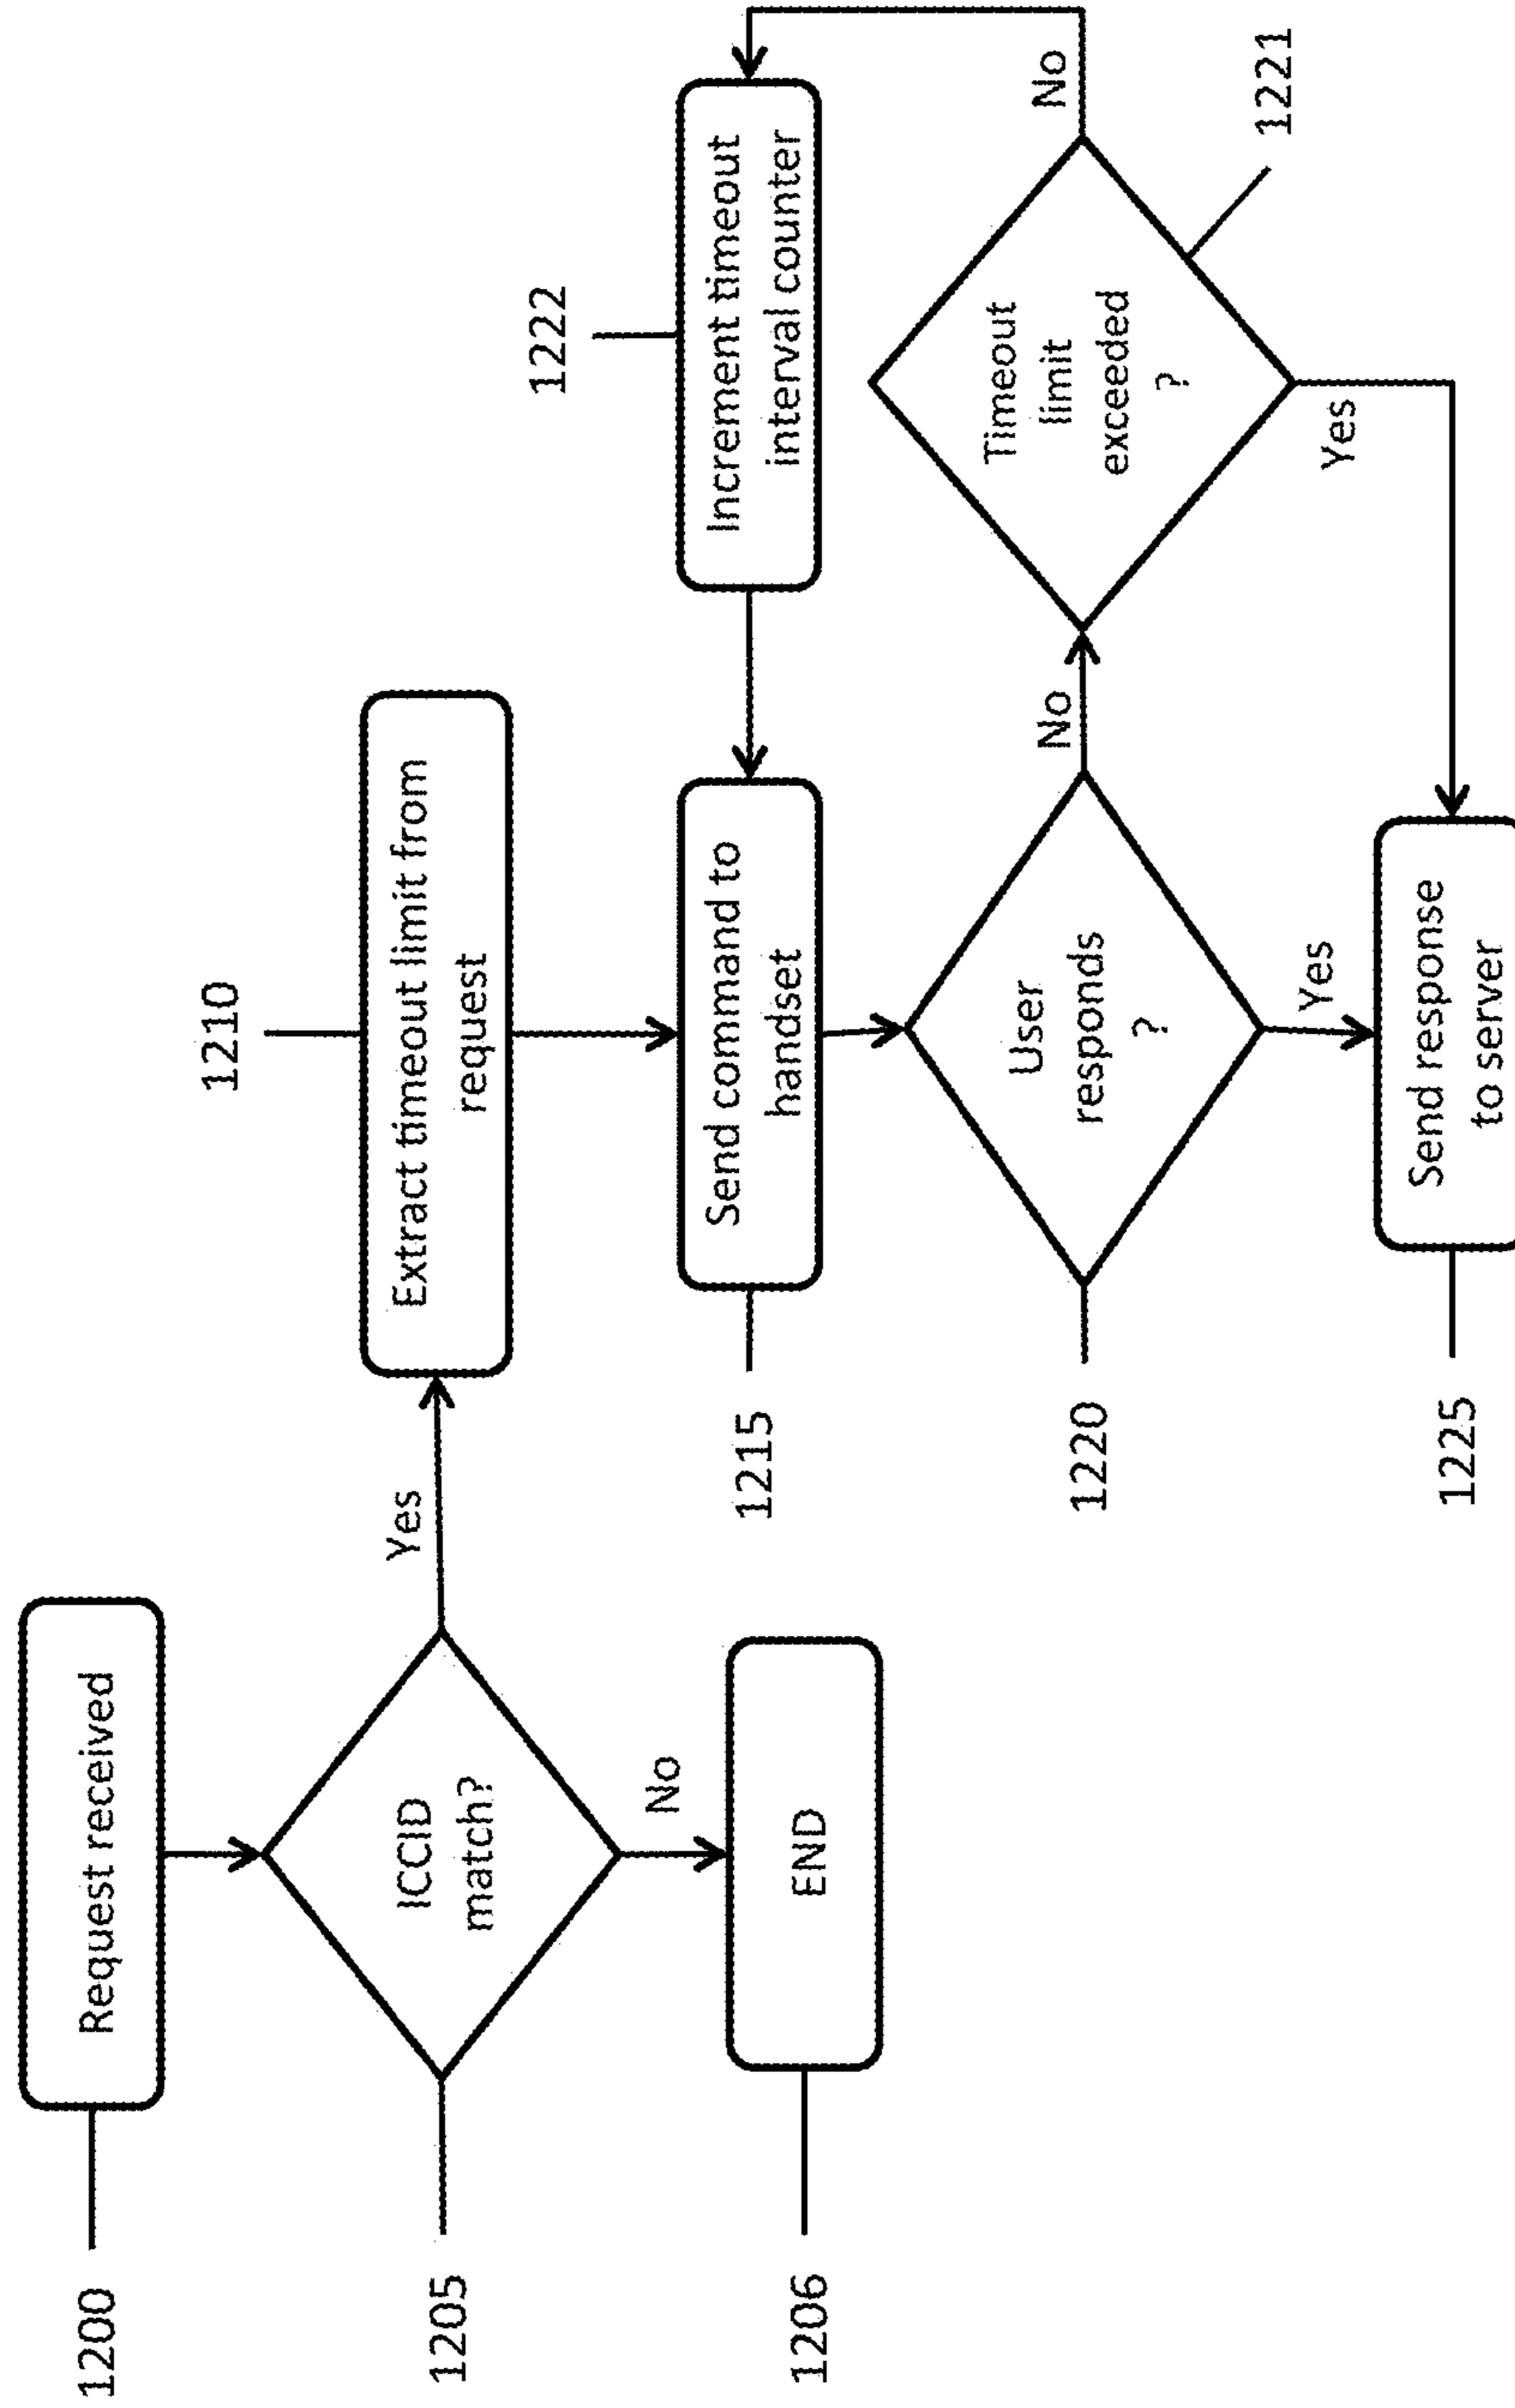 1200
Request received
1205
ICCID
match?
Yes
No
1206
END
1210
Extract timeout limit from
request
1215
Send command to
handset
1222
Increment timeout
interval counter
1220
User
responds
?
No
Yes
Timeout
limit
exceeded
?
No
1221
Yes
1225
Send response
to server